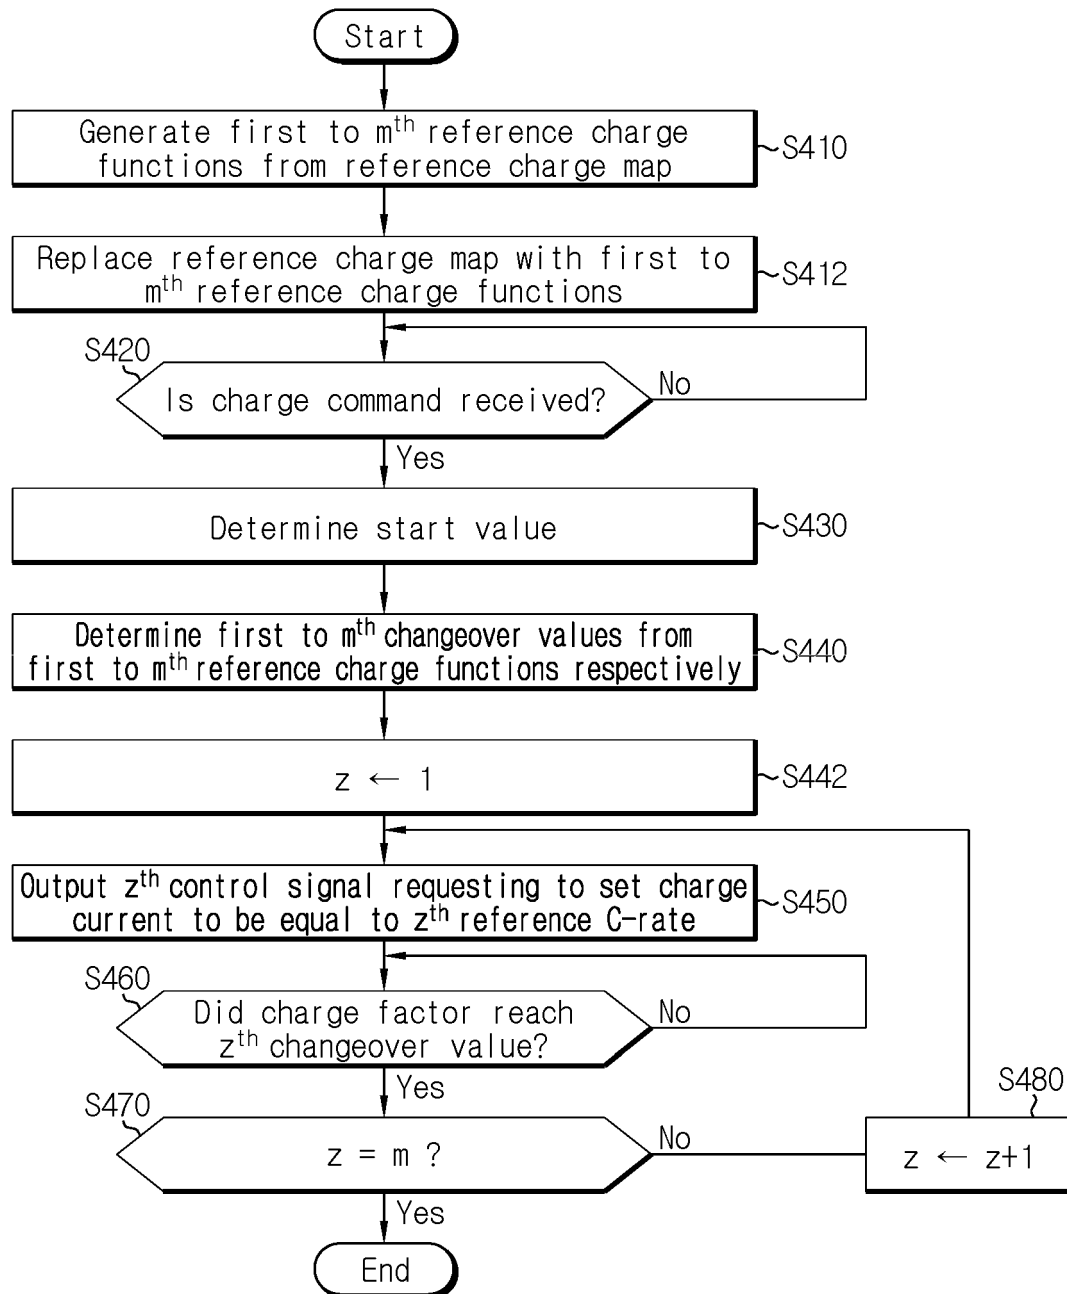 Start
Generate first to mth reference charge
functions from reference charge map
S410
Replace reference charge map with first to
mth reference charge functions
S412
S420
Is charge command received?
No
Yes
Determine start value
S430
Determine first to mth changeover values from
first to mth reference charge functions respectively
S440
z ← 1
S442
Output zth control signal requesting to set charge
current to be equal to zth reference C-rate
S450
S460
Did charge factor reach
zth changeover value?
No
Yes
S470
z = m ?
No
S480
z ← z+1
Yes
End